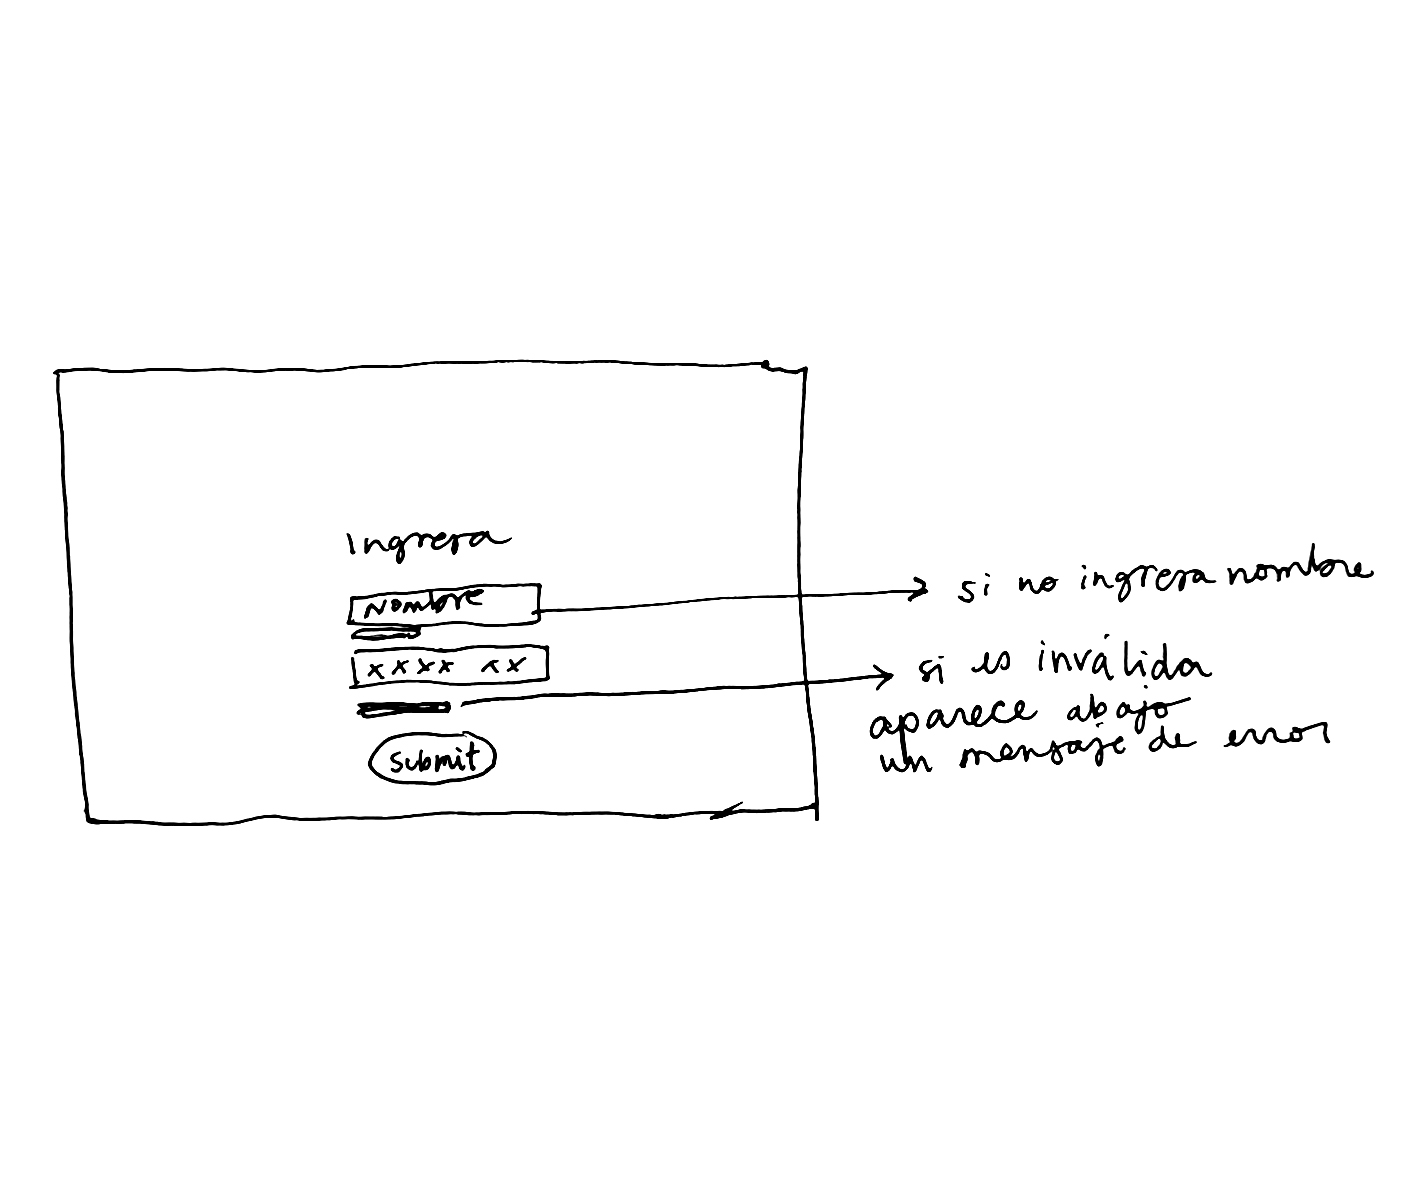 Ingresa
Nombre
si no ingresa nombre
xxxx xx
si es inválida
aparece abajo
un mensaje de error
submit